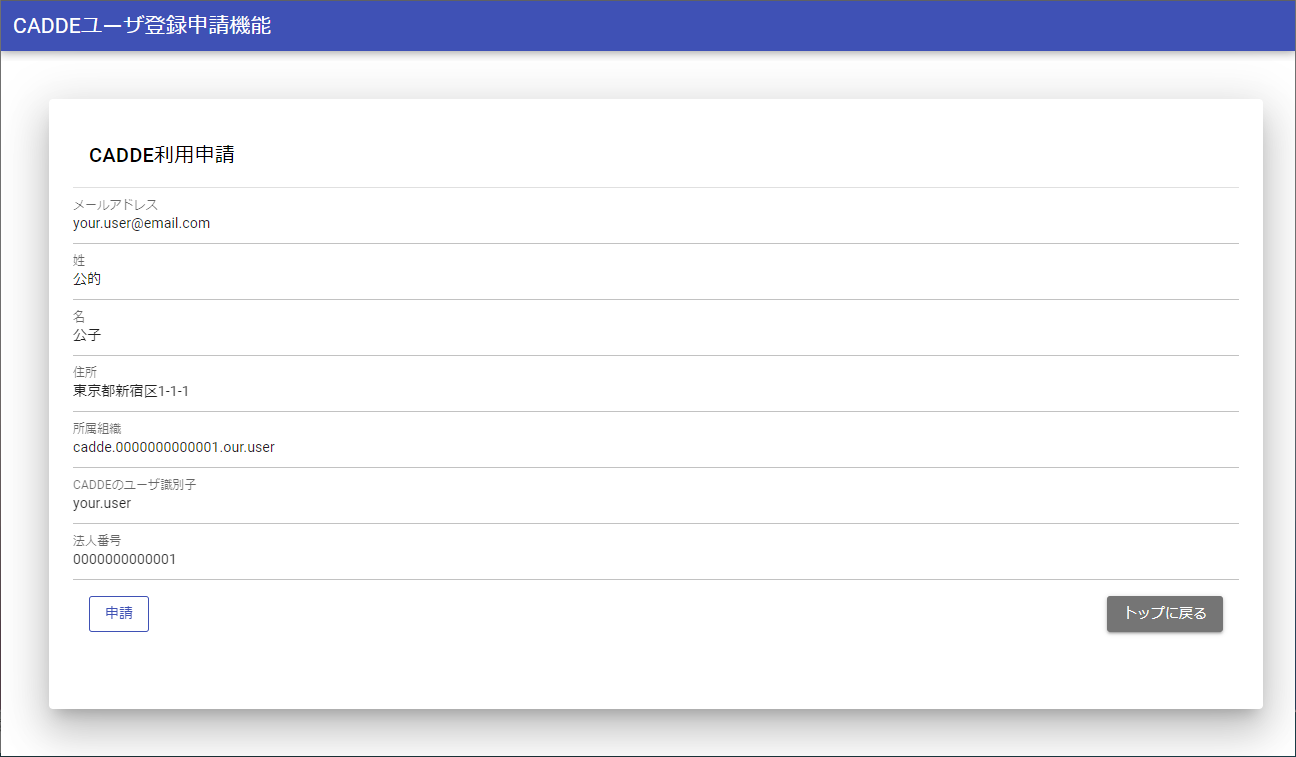 CADDEユーザ登録申請機能
CADDE利用申請
メールアドレス
your.user@email.com
姓
公的
名
公子
住所
東京都新宿区1-1-1
所属組織
cadde.0000000000001.our.user
CADDEのユーザ識別子
your.user
法人番号
0000000000001
申請
トップに戻る